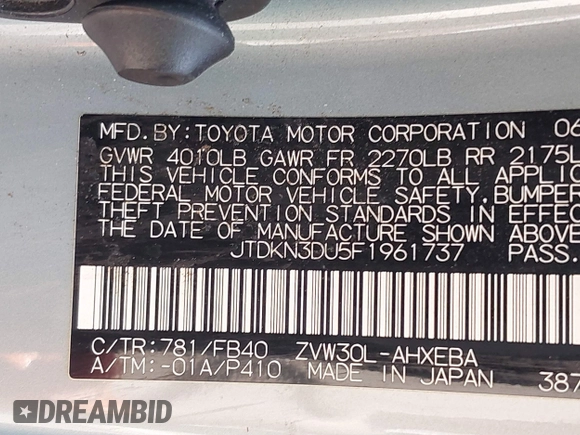 MFD. BY: TOYOTA MOTOR CORPORATION 06
GVWR 4010LB GAWR FR 2270LB RR 2175L
THIS VEHICLE CONFORMS TO ALL APPLIC
FEDERAL MOTOR VEHICLE SAFETY, BUMPER
THEFT PREVENTION STANDARDS IN EFFEC
THE DATE OF MANUFACTURE SHOWN ABOVE
JTDKN3DU5F1961737 PASS.
C/TR:781/FB40 ZVW30L-AHXEBA
A/TM:-01A/P410 MADE IN JAPAN 387
DREAMBID